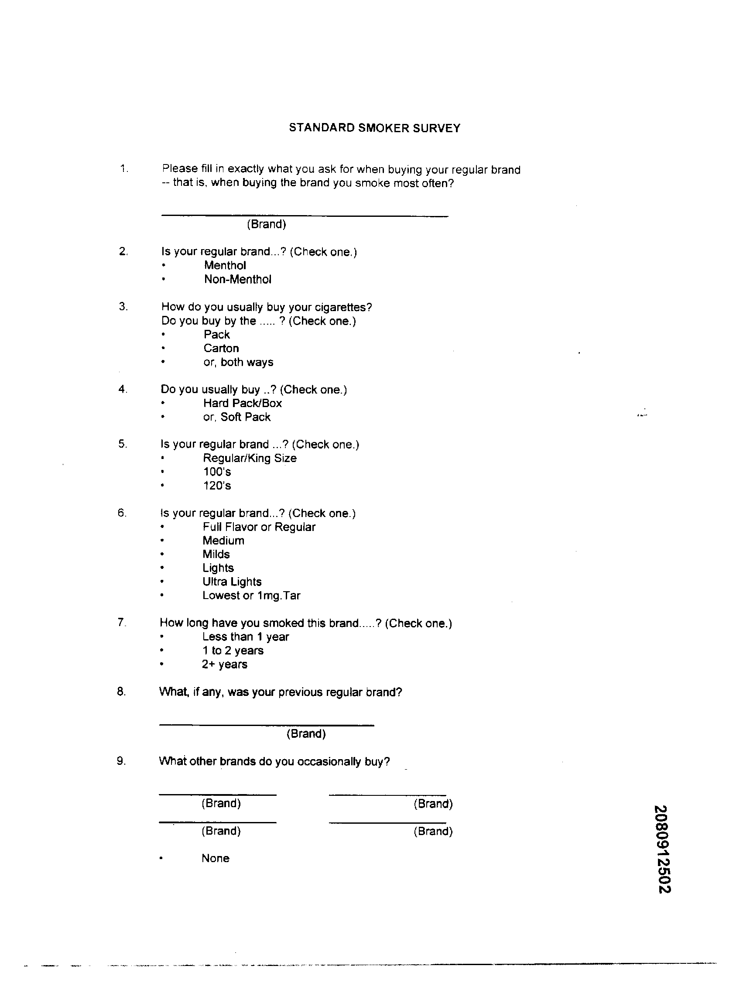 STANDARD SMOKER SURVEY
1. Please fill in exactly what you ask for when buying your regular brand
-- that is, when buying the brand you smoke most often?
(Brand)
2. Is your regular brand...? (Check one.)
• Menthol
• Non-Menthol
3. How do you usually buy your cigarettes?
Do you buy by the ..... ? (Check one.)
• Pack
• Carton
• or, both ways
4. Do you usually buy ..? (Check one.)
• Hard Pack/Box
• or, Soft Pack
5. Is your regular brand ...? (Check one.)
• Regular/King Size
• 100's
• 120's
6. Is your regular brand...? (Check one.)
• Full Flavor or Regular
• Medium
• Milds
• Lights
• Ultra Lights
• Lowest or 1mg.Tar
7. How long have you smoked this brand.....? (Check one.)
• Less than 1 year
• 1 to 2 years
• 2+ years
8. What, if any, was your previous regular brand?
(Brand)
9. What other brands do you occasionally buy?
(Brand) (Brand)
(Brand) (Brand)
• None
2080912502